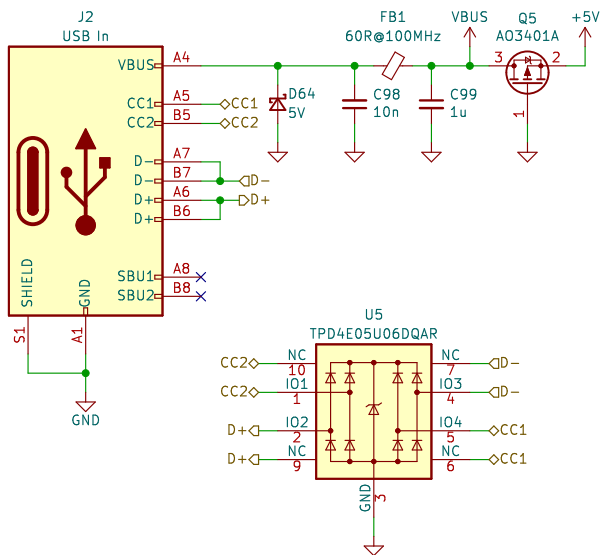 J2
USB In
VBUS
A4
CC1
A5
CC1
CC2
B5
CC2
D-
A7
D-
B7
D-
D+
A6
D+
D+
B6
SBU1
A8
SBU2
B8
SHIELD
GND
S1
A1
GND
D64
5V
C98
10n
FB1
60R@100MHz
C99
1u
VBUS
Q5
AO3401A
3
2
1
+5V
U5
TPD4E05U06DQAR
CC2
NC
10
CC2
IO1
1
D+
IO2
2
D+
NC
9
NC
7
D-
IO3
4
D-
IO4
5
CC1
NC
6
CC1
GND
3